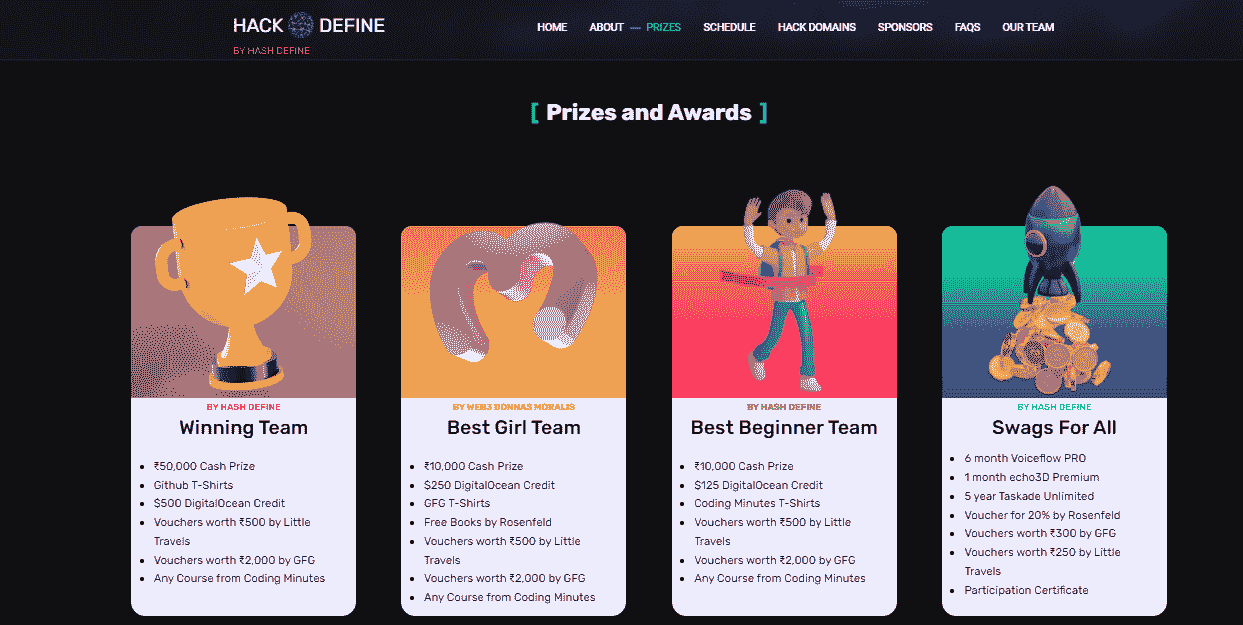 HACK DEFINE
BY HASH DEFINE
HOME ABOUT PRIZES SCHEDULE HACK DOMAINS SPONSORS FAQS OUR TEAM
[ Prizes and Awards ]
BY HASH DEFINE
Winning Team
• ₹50,000 Cash Prize
• Github T-Shirts
• $500 DigitalOcean Credit
• Vouchers worth ₹500 by Little
Travels
• Vouchers worth ₹2,000 by GFG
• Any Course from Coding Minutes
BY WEB3 DONNAS MORALIS
Best Girl Team
• ₹10,000 Cash Prize
• $250 DigitalOcean Credit
• GFG T-Shirts
• Free Books by Rosenfeld
• Vouchers worth ₹500 by Little
Travels
• Vouchers worth ₹2,000 by GFG
• Any Course from Coding Minutes
BY HASH DEFINE
Best Beginner Team
• ₹10,000 Cash Prize
• $125 DigitalOcean Credit
• Coding Minutes T-Shirts
• Vouchers worth ₹500 by Little
Travels
• Vouchers worth ₹2,000 by GFG
• Any Course from Coding Minutes
BY HASH DEFINE
Swags For All
• 6 month Voiceflow PRO
• 1 month echo3D Premium
• 5 year Taskade Unlimited
• Voucher for 20% by Rosenfeld
• Vouchers worth ₹300 by GFG
• Vouchers worth ₹250 by Little
Travels
• Participation Certificate